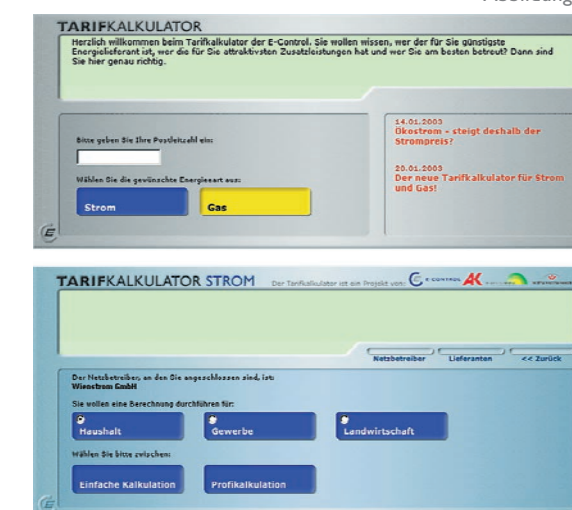 TARIFKALKULATOR
Herzlich willkommen beim Tarifkalkulator der E-Control. Sie wollen wissen, wer der für Sie günstigste
Energielieferant ist, wer die für Sie attraktivsten Zusatzleistungen hat und wer Sie am besten betreut? Dann sind
Sie hier genau richtig.
Bitte geben Sie Ihre Postleitzahl ein:
Wählen Sie die gewünschte Energieart aus:
Strom
Gas
14.01.2003
Ökostrom - steigt deshalb der
Strompreis?
20.01.2003
Der neue Tarifkalkulator für Strom
und Gas!
E
TARIFKALKULATOR STROM
Der Tarifkalkulator ist ein Projekt von:
E-CONTROL
AK
Netzbetreiber
Lieferanten
<< Zurück
Der Netzbetreiber, an den Sie angeschlossen sind, ist:
Wienstrom GmbH
Sie wollen eine Berechnung durchführen für:
Haushalt
Gewerbe
Landwirtschaft
Wählen Sie bitte zwischen:
Einfache Kalkulation
Profikalkulation
E